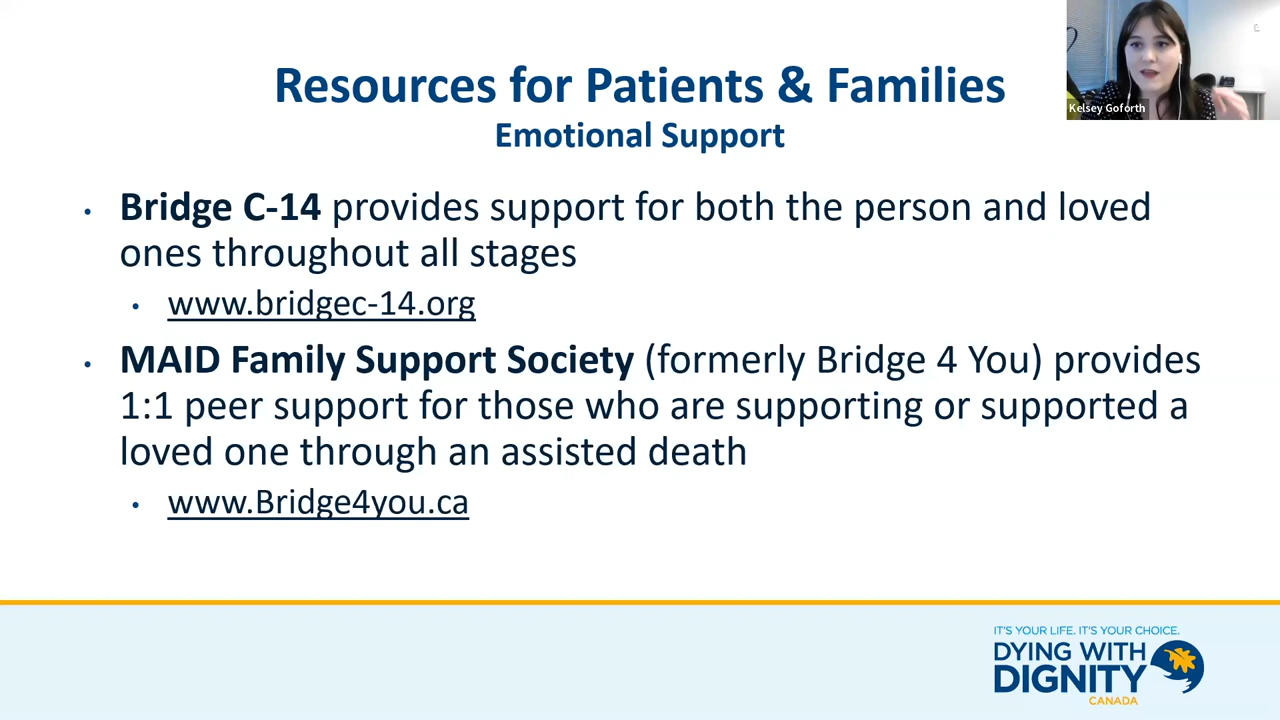 Resources for Patients & Families
Emotional Support
Kelsey Goforth
• Bridge C-14 provides support for both the person and loved
ones throughout all stages
• www.bridgec-14.org
• MAID Family Support Society (formerly Bridge 4 You) provides
1:1 peer support for those who are supporting or supported a
loved one through an assisted death
• www.Bridge4you.ca
IT'S YOUR LIFE. IT'S YOUR CHOICE.
DYING WITH
DIGNITY
CANADA